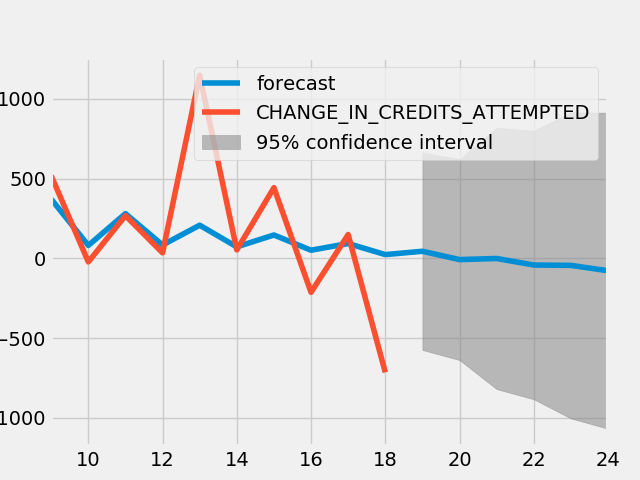 forecast
CHANGE_IN_CREDITS_ATTEMPTED
95% confidence interval
1000
500
0
−500
1000
10 12 14 16 18 20 22 24